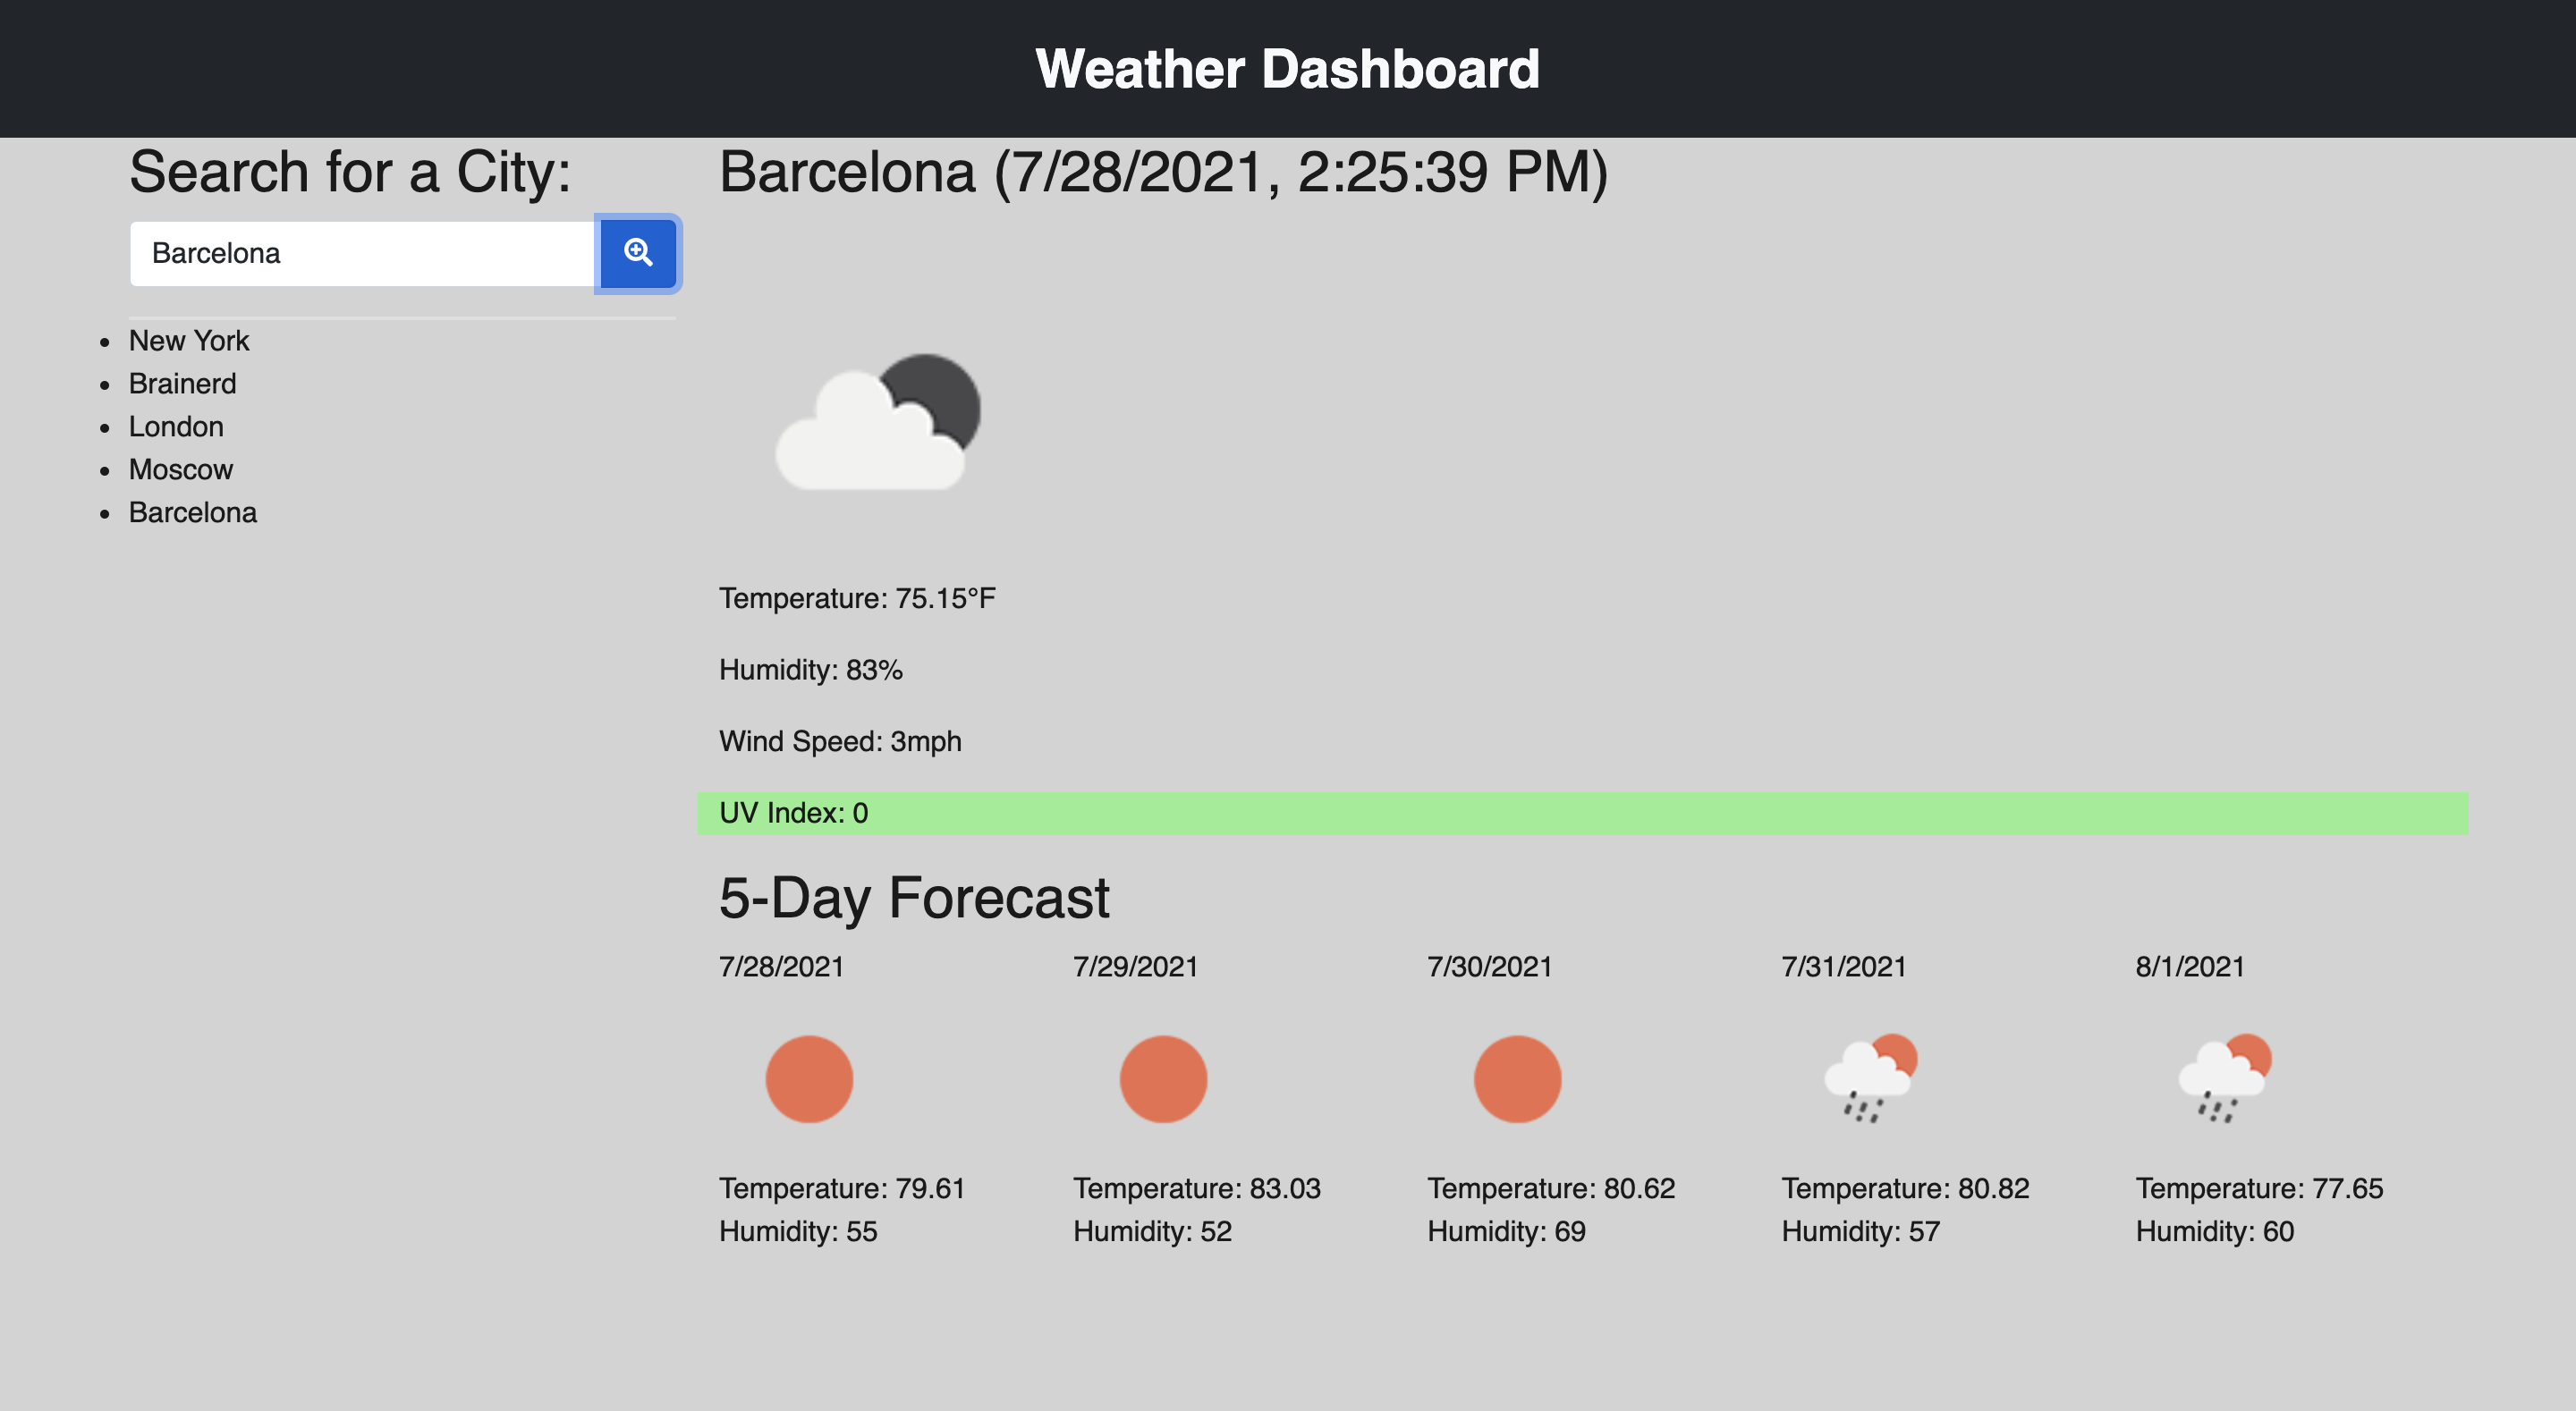 Weather Dashboard
Search for a City:
Barcelona
New York
Brainerd
London
Moscow
Barcelona
Barcelona (7/28/2021, 2:25:39 PM)
Temperature: 75.15°F
Humidity: 83%
Wind Speed: 3mph
UV Index: 0
5-Day Forecast
7/28/2021
Temperature: 79.61
Humidity: 55
7/29/2021
Temperature: 83.03
Humidity: 52
7/30/2021
Temperature: 80.62
Humidity: 69
7/31/2021
Temperature: 80.82
Humidity: 57
8/1/2021
Temperature: 77.65
Humidity: 60